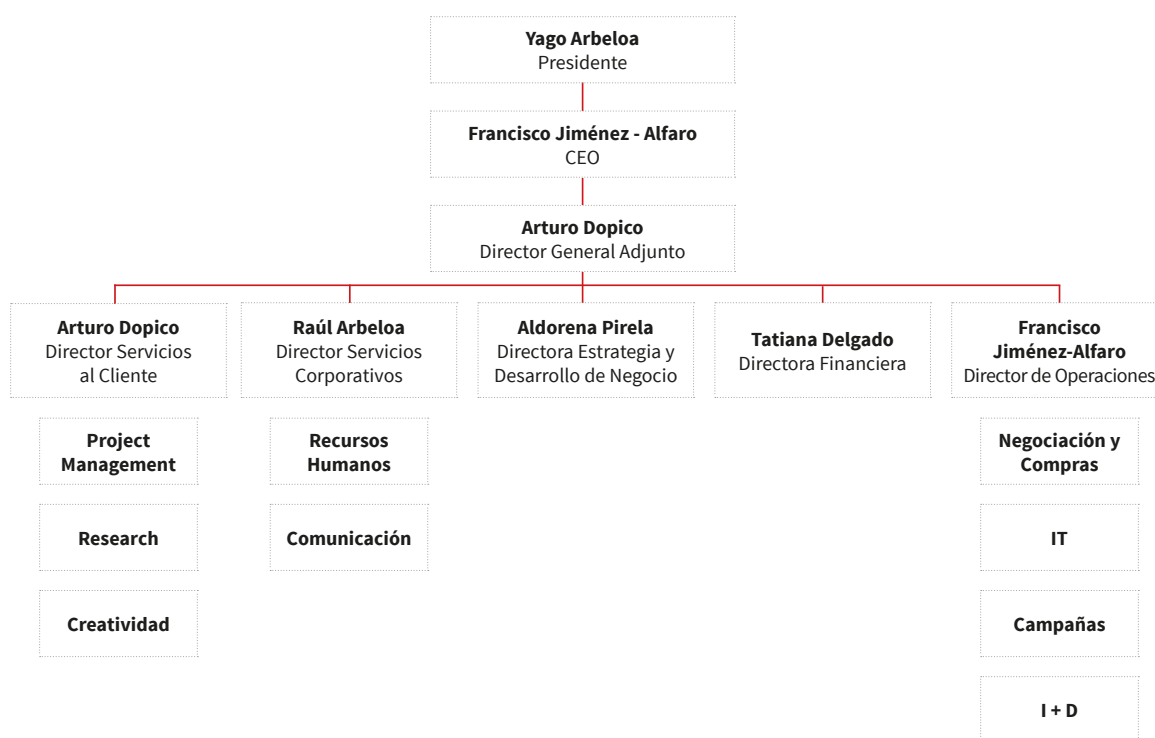 Yago Arbeloa
Presidente
Francisco Jiménez - Alfaro
CEO
Arturo Dopico
Director General Adjunto
Arturo Dopico
Director Servicios
al Cliente
Raúl Arbeloa
Director Servicios
Corporativos
Aldorena Pirela
Directora Estrategia y
Desarrollo de Negocio
Tatiana Delgado
Directora Financiera
Francisco
Jiménez-Alfaro
Director de Operaciones
Project
Management
Research
Creatividad
Recursos
Humanos
Comunicación
Negociación y
Compras
IT
Campañas
I + D